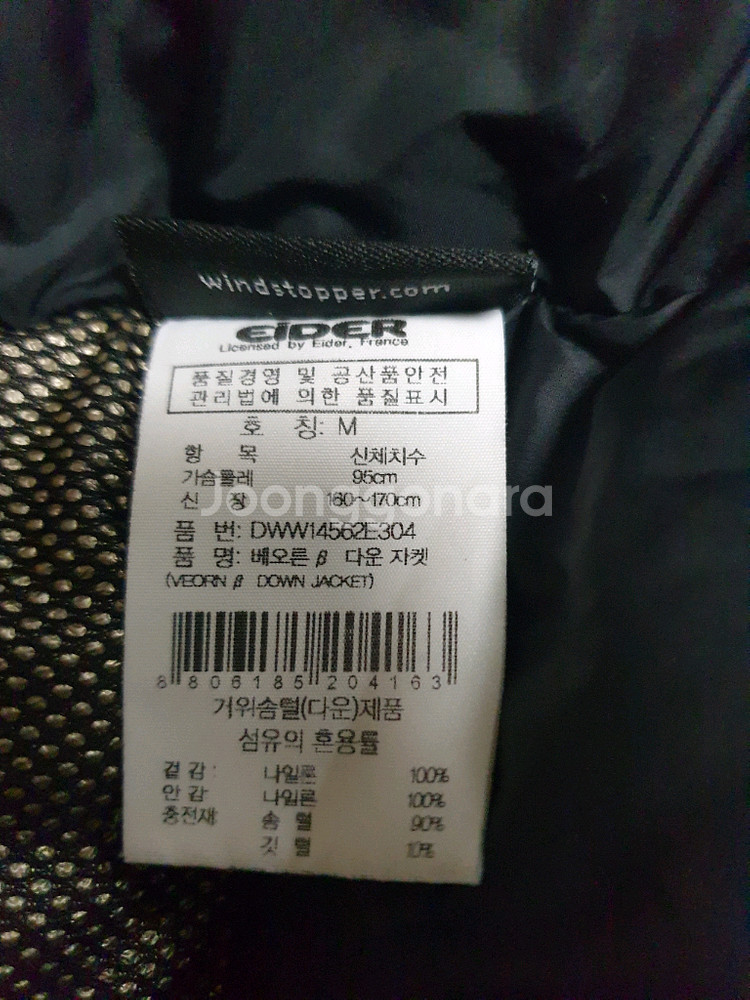 windstopper.com
EIDER
Licensed by Eider, France
품질경영 및 공산품안전
관리법에 의한 품질표시
호 칭: M
항 목 신체치수
가슴둘레 95cm
신 장 160~170cm
Joonggonara
품 번: DWW14562E304
품 명: 베오른 β 다운 자켓
(VEORN β DOWN JACKET)
8 806185 204163
거위솜털(다운)제품
섬유의 혼용률
겉 감: 나일론 100%
안 감 나일론 100%
충전재: 솜 털 90%
깃 털 10%